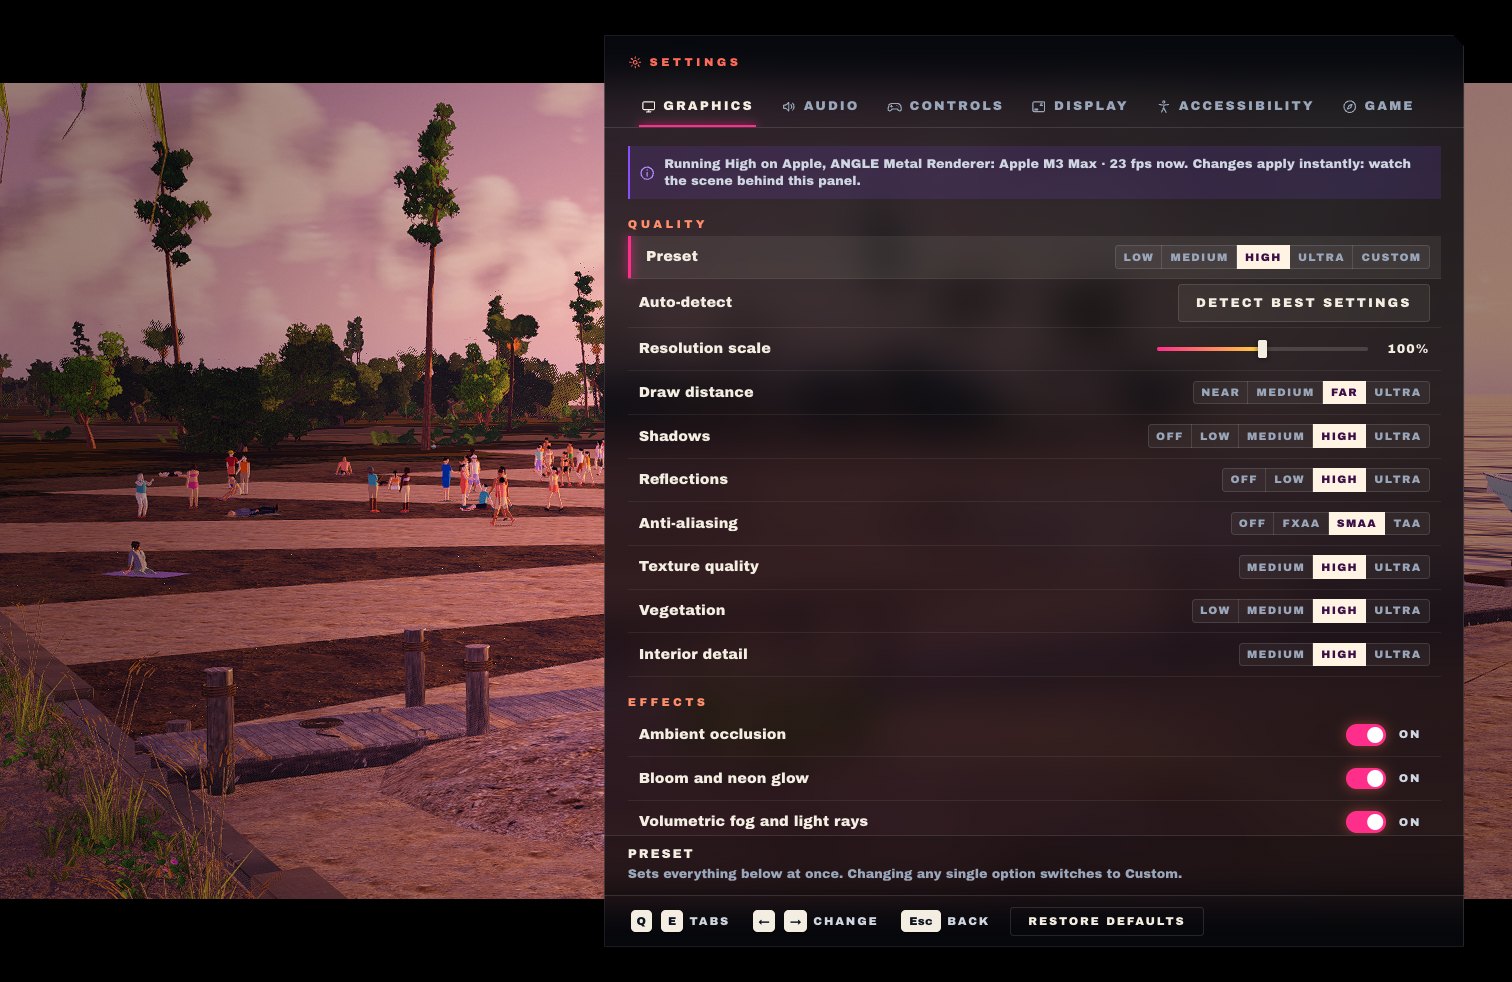 SETTINGS
GRAPHICS AUDIO CONTROLS DISPLAY ACCESSIBILITY GAME
Running High on Apple, ANGLE Metal Renderer: Apple M3 Max · 23 fps now. Changes apply instantly: watch
the scene behind this panel.
QUALITY
Preset LOW MEDIUM HIGH ULTRA CUSTOM
Auto-detect DETECT BEST SETTINGS
Resolution scale 100%
Draw distance NEAR MEDIUM FAR ULTRA
Shadows OFF LOW MEDIUM HIGH ULTRA
Reflections OFF LOW HIGH ULTRA
Anti-aliasing OFF FXAA SMAA TAA
Texture quality MEDIUM HIGH ULTRA
Vegetation LOW MEDIUM HIGH ULTRA
Interior detail MEDIUM HIGH ULTRA
EFFECTS
Ambient occlusion ON
Bloom and neon glow ON
Volumetric fog and light rays ON
PRESET
Sets everything below at once. Changing any single option switches to Custom.
Q E TABS ← → CHANGE Esc BACK RESTORE DEFAULTS